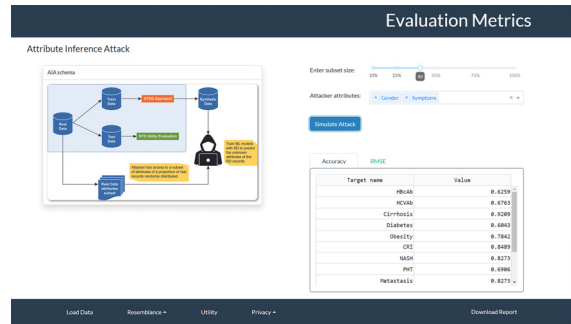 Evaluation Metrics
Attribute Inference Attack
AIA schema
Real
Data
Train
Data
Test
Data
STDG Approach
STD Utility Evaluation
Synthetic
Data
Train ML models
with SD to predict
the unknown
attributes of the
RD records.
Attacker has access to a subset
of attributes of a proportion of real
records randomly distributed.
Real Data
attributes
subset
Enter subset size:
10% 25% 40 50% 75% 100%
Attacker attributes:
× Gender × Symptoms
Simulate Attack
Accuracy RMSE
Target name Value
HBcAb 0.6259
HCVAb 0.6763
Cirrhosis 0.9209
Diabetes 0.6043
Obesity 0.7842
CRI 0.8489
NASH 0.8273
PHT 0.6906
Metastasis 0.8273
Load Data Resemblance Utility Privacy Download Report